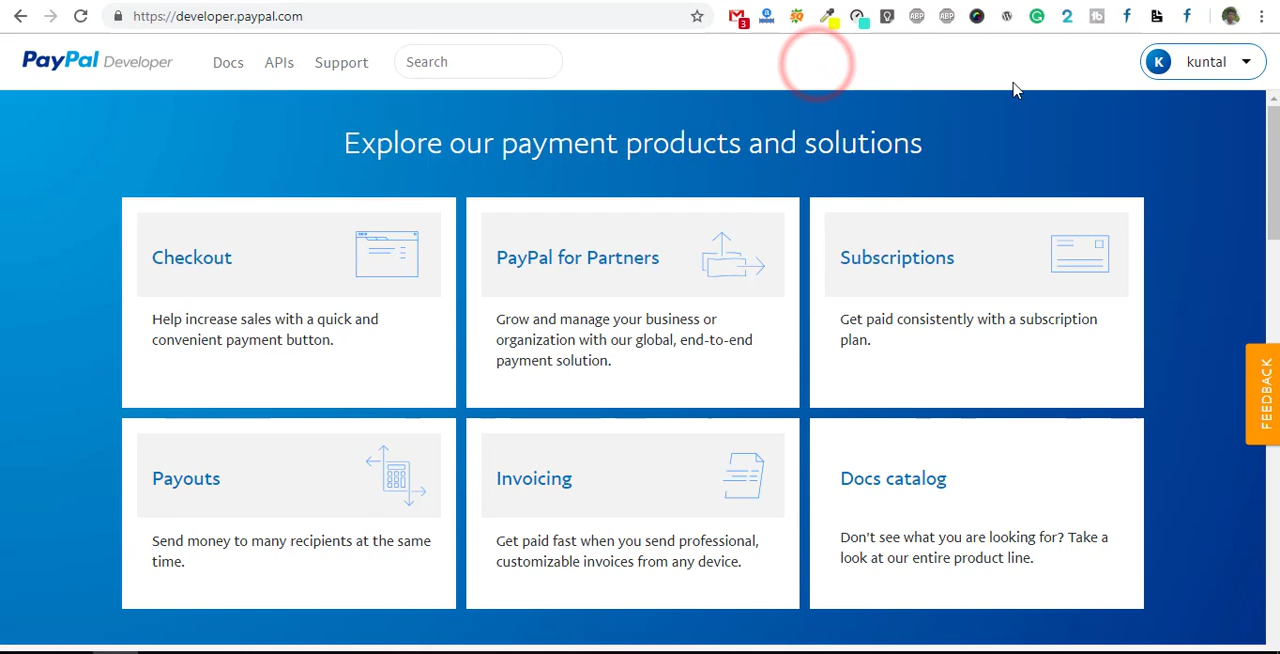 https://developer.paypal.com
3
ABP
ABP
PayPal Developer
Docs
APIs
Support
Search
K
kuntal
Explore our payment products and solutions
Checkout
Help increase sales with a quick and
convenient payment button.
PayPal for Partners
Grow and manage your business or
organization with our global, end-to-end
payment solution.
Subscriptions
Get paid consistently with a subscription
plan.
Payouts
Send money to many recipients at the same
time.
Invoicing
Get paid fast when you send professional,
customizable invoices from any device.
Docs catalog
Don't see what you are looking for? Take a
look at our entire product line.
FEEDBACK